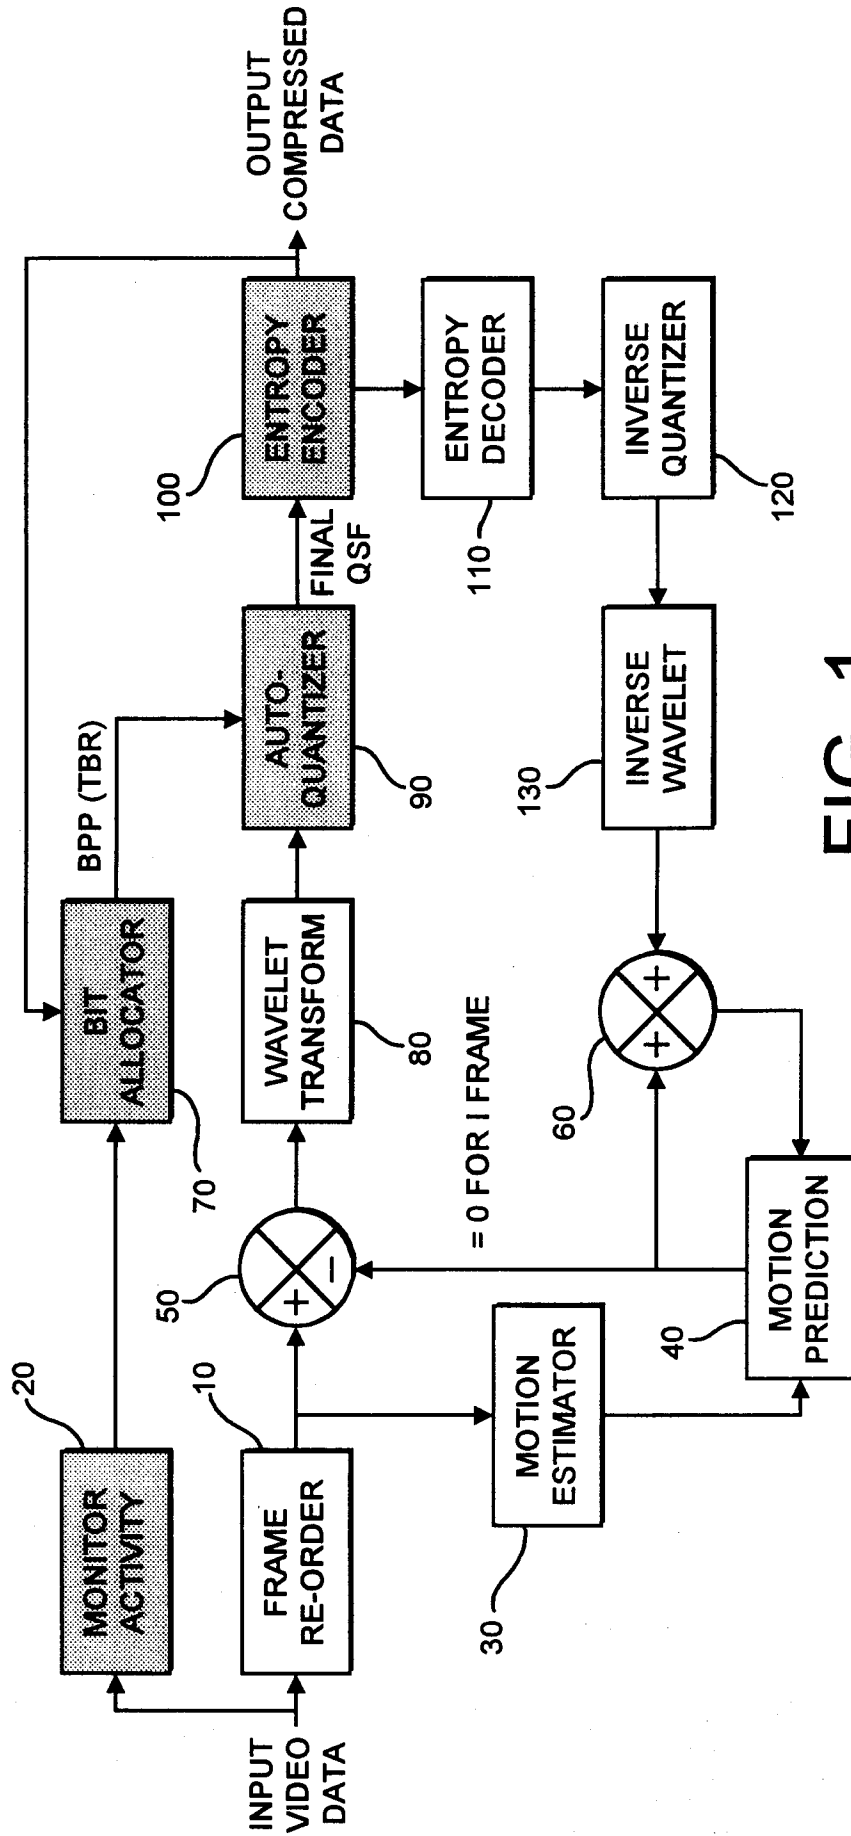 INPUT
VIDEO
DATA
MONITOR
ACTIVITY
20
FRAME
RE-ORDER
10
MOTION
ESTIMATOR
30
MOTION
PREDICTION
40
50
+
−
= 0 FOR I FRAME
60
+
+
BIT
ALLOCATOR
70
BPP (TBR)
WAVELET
TRANSFORM
80
AUTO-
QUANTIZER
90
FINAL
QSF
ENTROPY
ENCODER
100
OUTPUT
COMPRESSED
DATA
ENTROPY
DECODER
110
INVERSE
QUANTIZER
120
INVERSE
WAVELET
130
FIG. 1